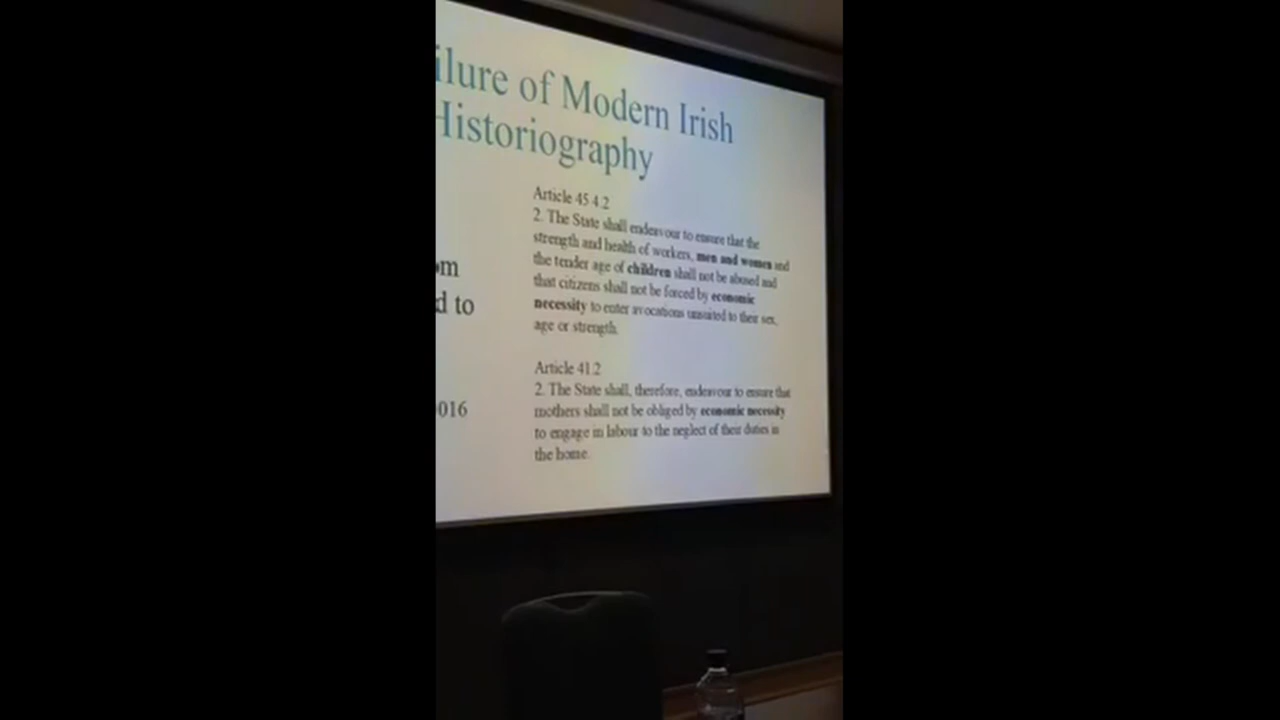 ilure of Modern Irish
Historiography
om
d to
016
Article 45 4.2
2. The State shall endeavour to ensure that the
strength and health of workers, men and women and
the tender age of children shall not be abused and
that citizens shall not be forced by economic
necessity to enter avocations unsuited to their sex,
age or strength.
Article 41.2
2. The State shall, therefore, endeavour to ensure that
mothers shall not be obliged by economic necessity
to engage in labour to the neglect of their duties in
the home.